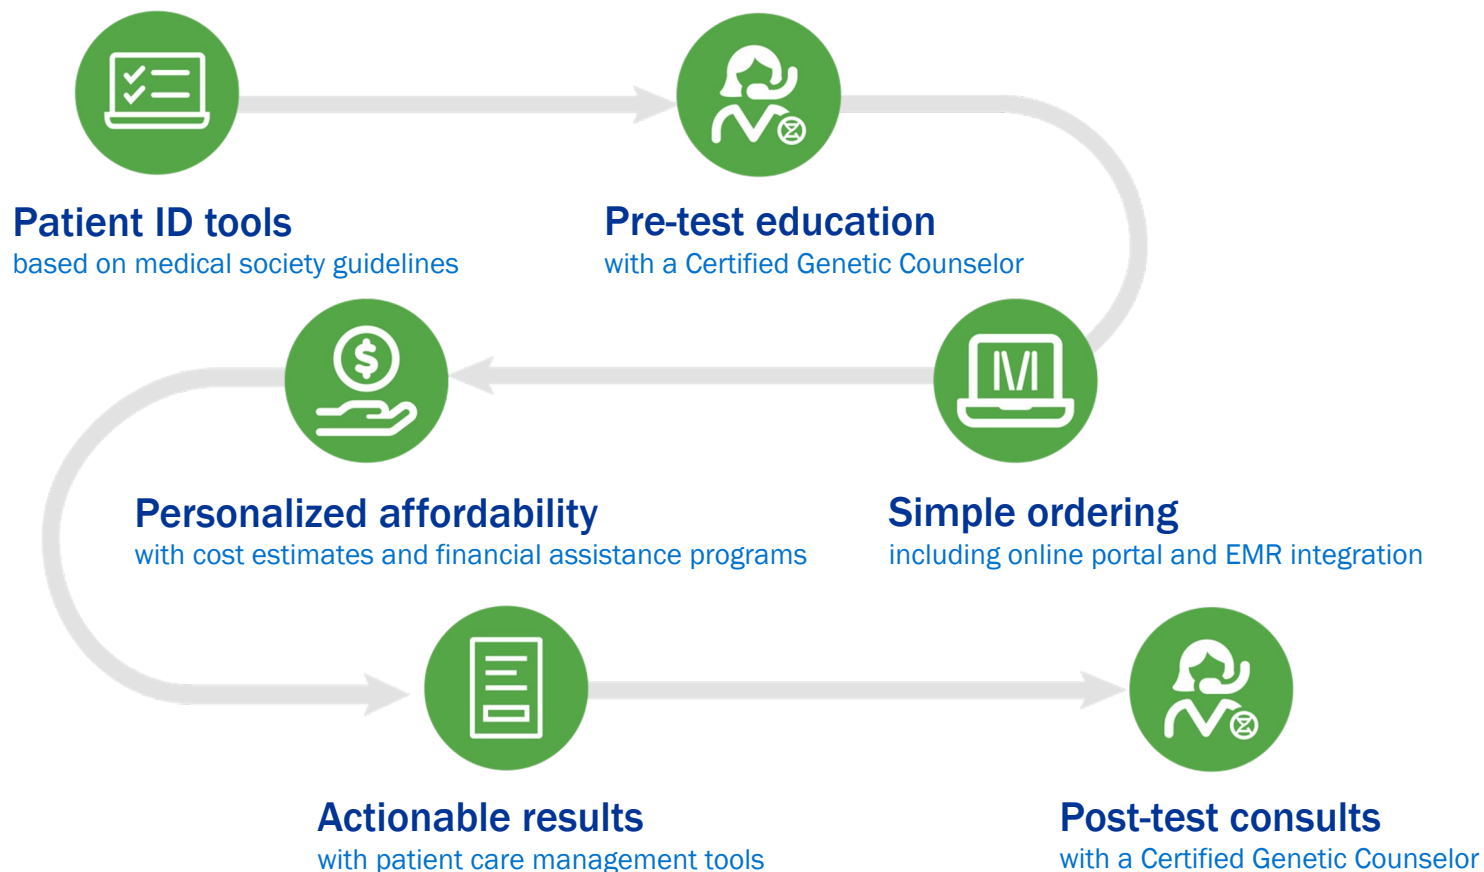 Patient ID tools
based on medical society guidelines
Pre-test education
with a Certified Genetic Counselor
Personalized affordability
with cost estimates and financial assistance programs
Simple ordering
including online portal and EMR integration
Actionable results
with patient care management tools
Post-test consults
with a Certified Genetic Counselor